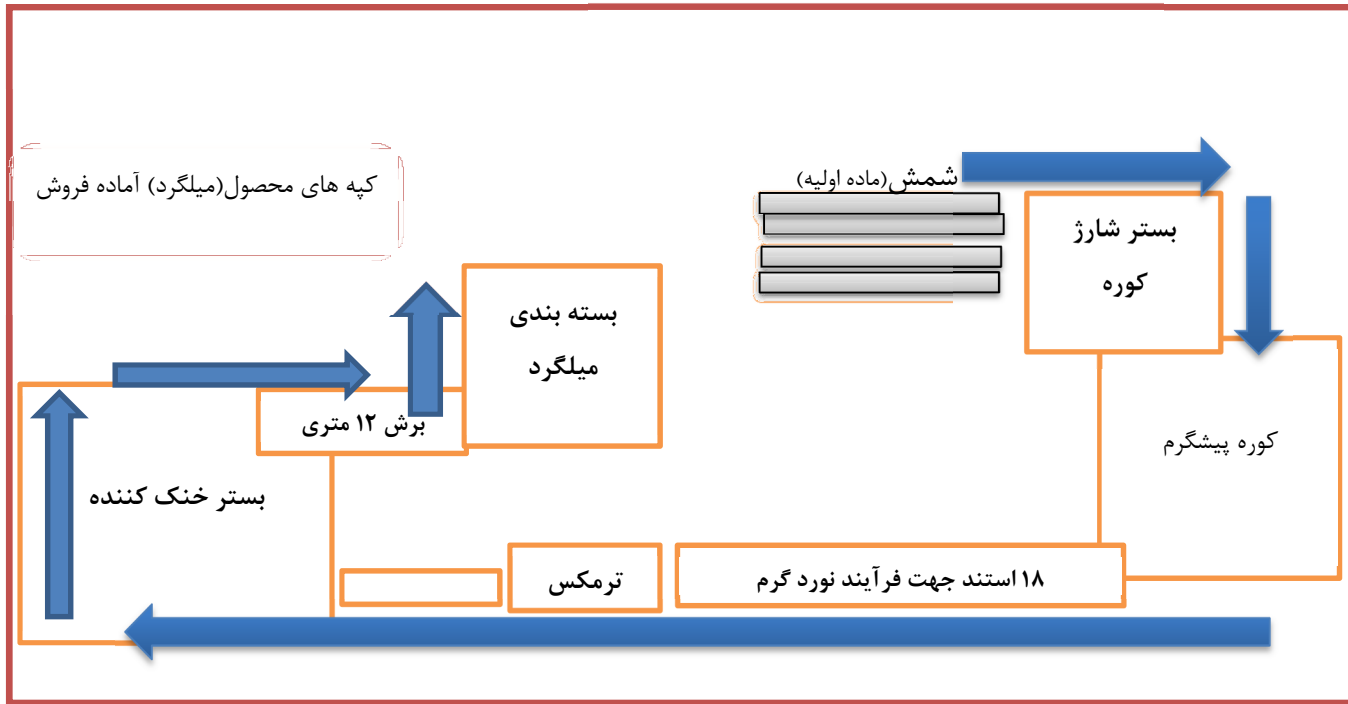 شمش(ماده اولیه)
بستر شارژ
کوره
کوره پیشگرم
۱۸ استند جهت فرآیند نورد گرم
ترمکس
بستر خنک کننده
برش ۱۲ متری
بسته بندی
میلگرد
کپه های محصول(میلگرد) آماده فروش